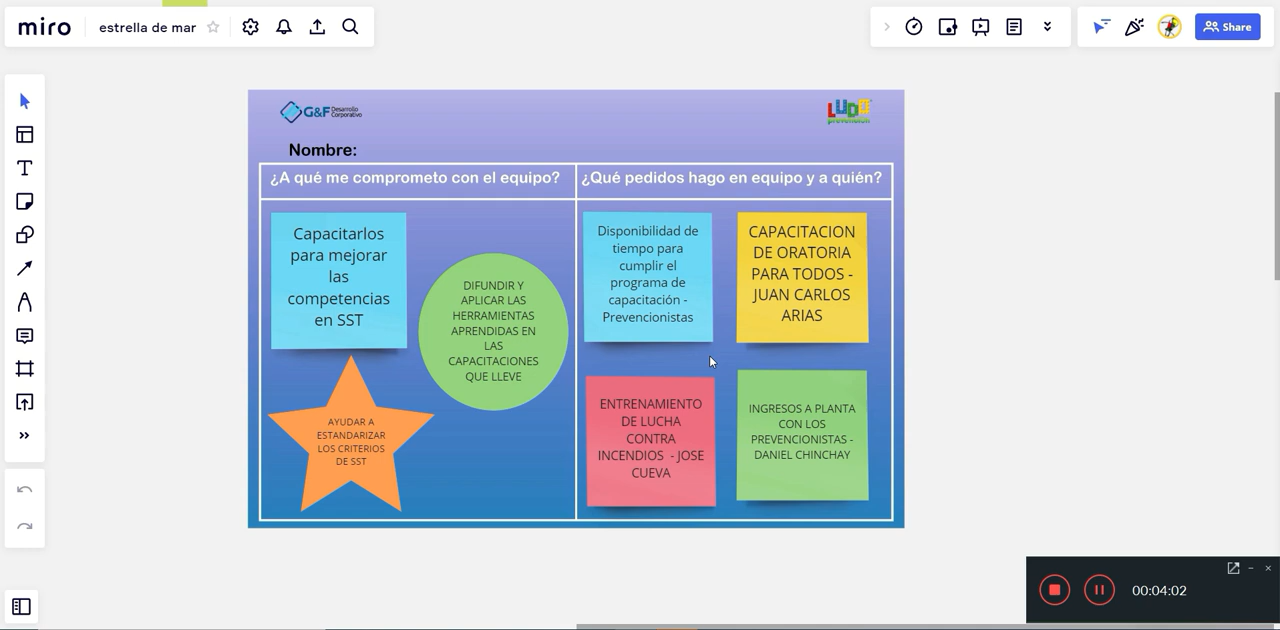 miro
estrella de mar
Share
G&F Desarrollo
Corporativo
LUDO
prevención
Nombre:
¿A qué me comprometo con el equipo?
¿Qué pedidos hago en equipo y a quién?
Capacitarlos
para mejorar
las
competencias
en SST
DIFUNDIR Y
APLICAR LAS
HERRAMIENTAS
APRENDIDAS EN
LAS
CAPACITACIONES
QUE LLEVE
AYUDAR A
ESTANDARIZAR
LOS CRITERIOS
DE SST
Disponibilidad de
tiempo para
cumplir el
programa de
capacitación -
Prevencionistas
CAPACITACION
DE ORATORIA
PARA TODOS -
JUAN CARLOS
ARIAS
ENTRENAMIENTO
DE LUCHA
CONTRA
INCENDIOS - JOSE
CUEVA
INGRESOS A PLANTA
CON LOS
PREVENCIONISTAS -
DANIEL CHINCHAY
00:04:02